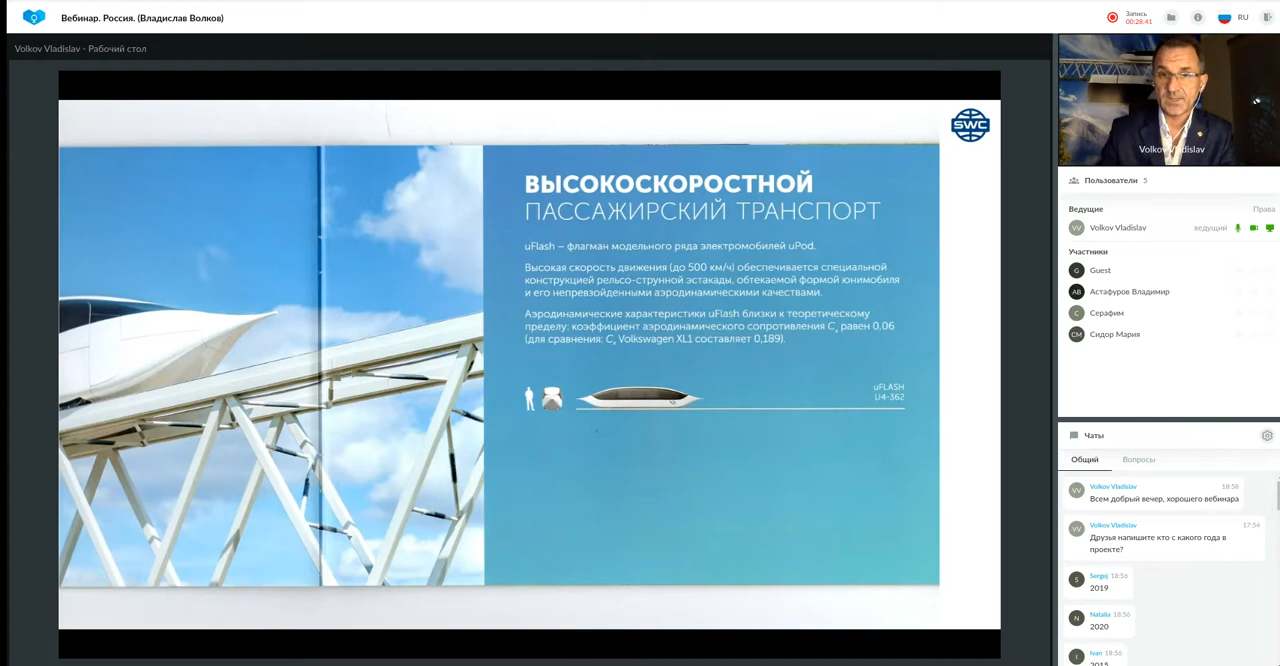 Вебинар. Россия. (Владислав Волков)
Запись
00:28:41
RU
Volkov Vladislav - Рабочий стол
SWC
ВЫСОКОСКОРОСТНОЙ
ПАССАЖИРСКИЙ ТРАНСПОРТ
uFlash – флагман модельного ряда электромобилей uPod.
Высокая скорость движения (до 500 км/ч) обеспечивается специальной
конструкцией рельсо-струнной эстакады, обтекаемой формой юнимобиля
и его непревзойденными аэродинамическими качествами.
Аэродинамические характеристики uFlash близки к теоретическому
пределу: коэффициент аэродинамического сопротивления Cx равен 0,06
(для сравнения: Cx Volkswagen XL1 составляет 0,189).
uFLASH
U4-362
Volkov Vladislav
Пользователи 5
Ведущие Права
VV Volkov Vladislav ведущий
Участники
G Guest
АВ Астафуров Владимир
С Серафим
СМ Сидор Мария
Чаты
Общий Вопросы
VV Volkov Vladislav 18:58
Всем добрый вечер, хорошего вебинара
VV Volkov Vladislav 17:54
Друзья напишите кто с какого года в
проекте?
S Sergej 18:56
2019
N Natalia 18:56
2020
I Ivan 18:56
2015